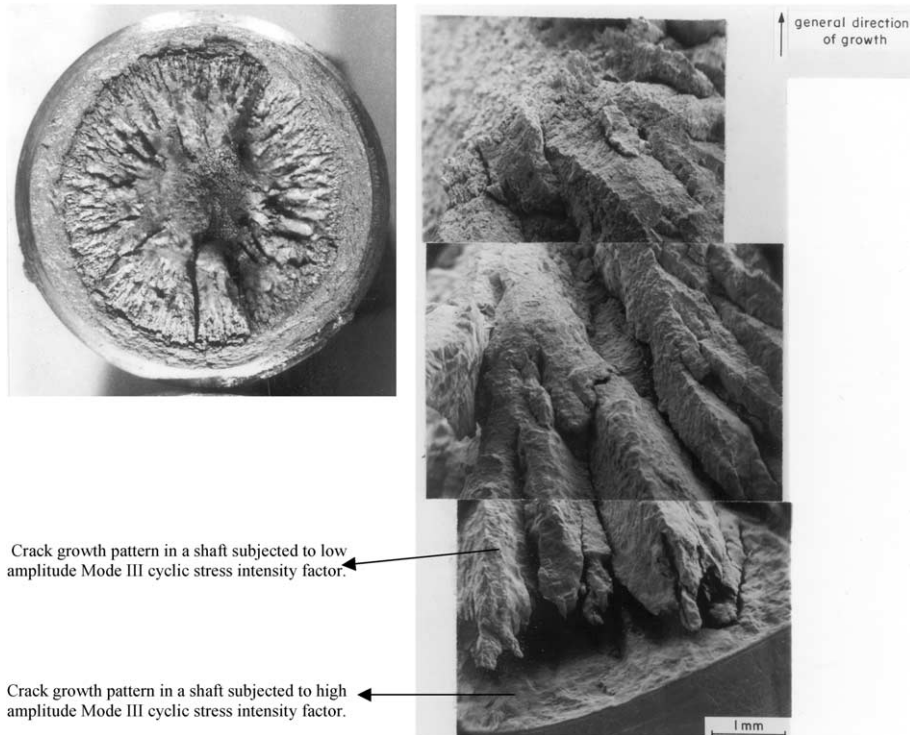 general direction
of growth
Crack growth pattern in a shaft subjected to low
amplitude Mode III cyclic stress intensity factor.
Crack growth pattern in a shaft subjected to high
amplitude Mode III cyclic stress intensity factor.
1mm